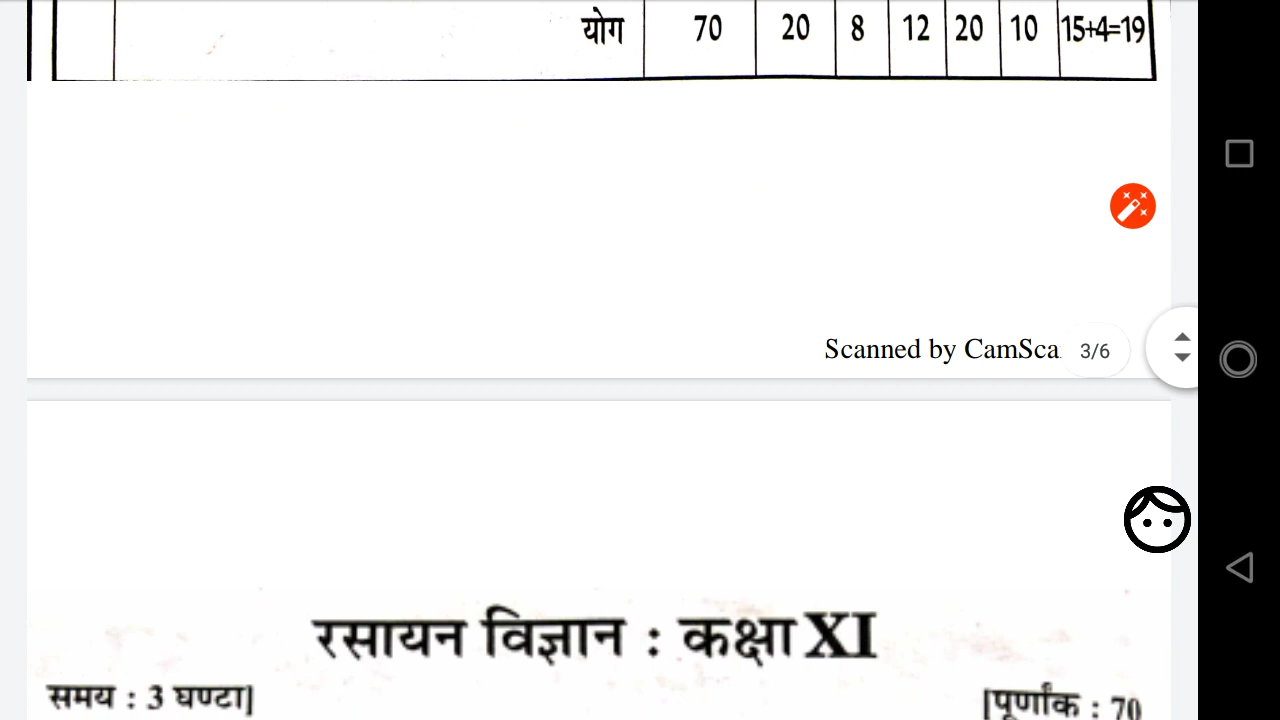 योग 70 20 8 12 20 10 15+4=19
Scanned by CamSca
3/6
रसायन विज्ञान : कक्षा XI
समय : 3 घण्टा] [पूर्णांक : 70